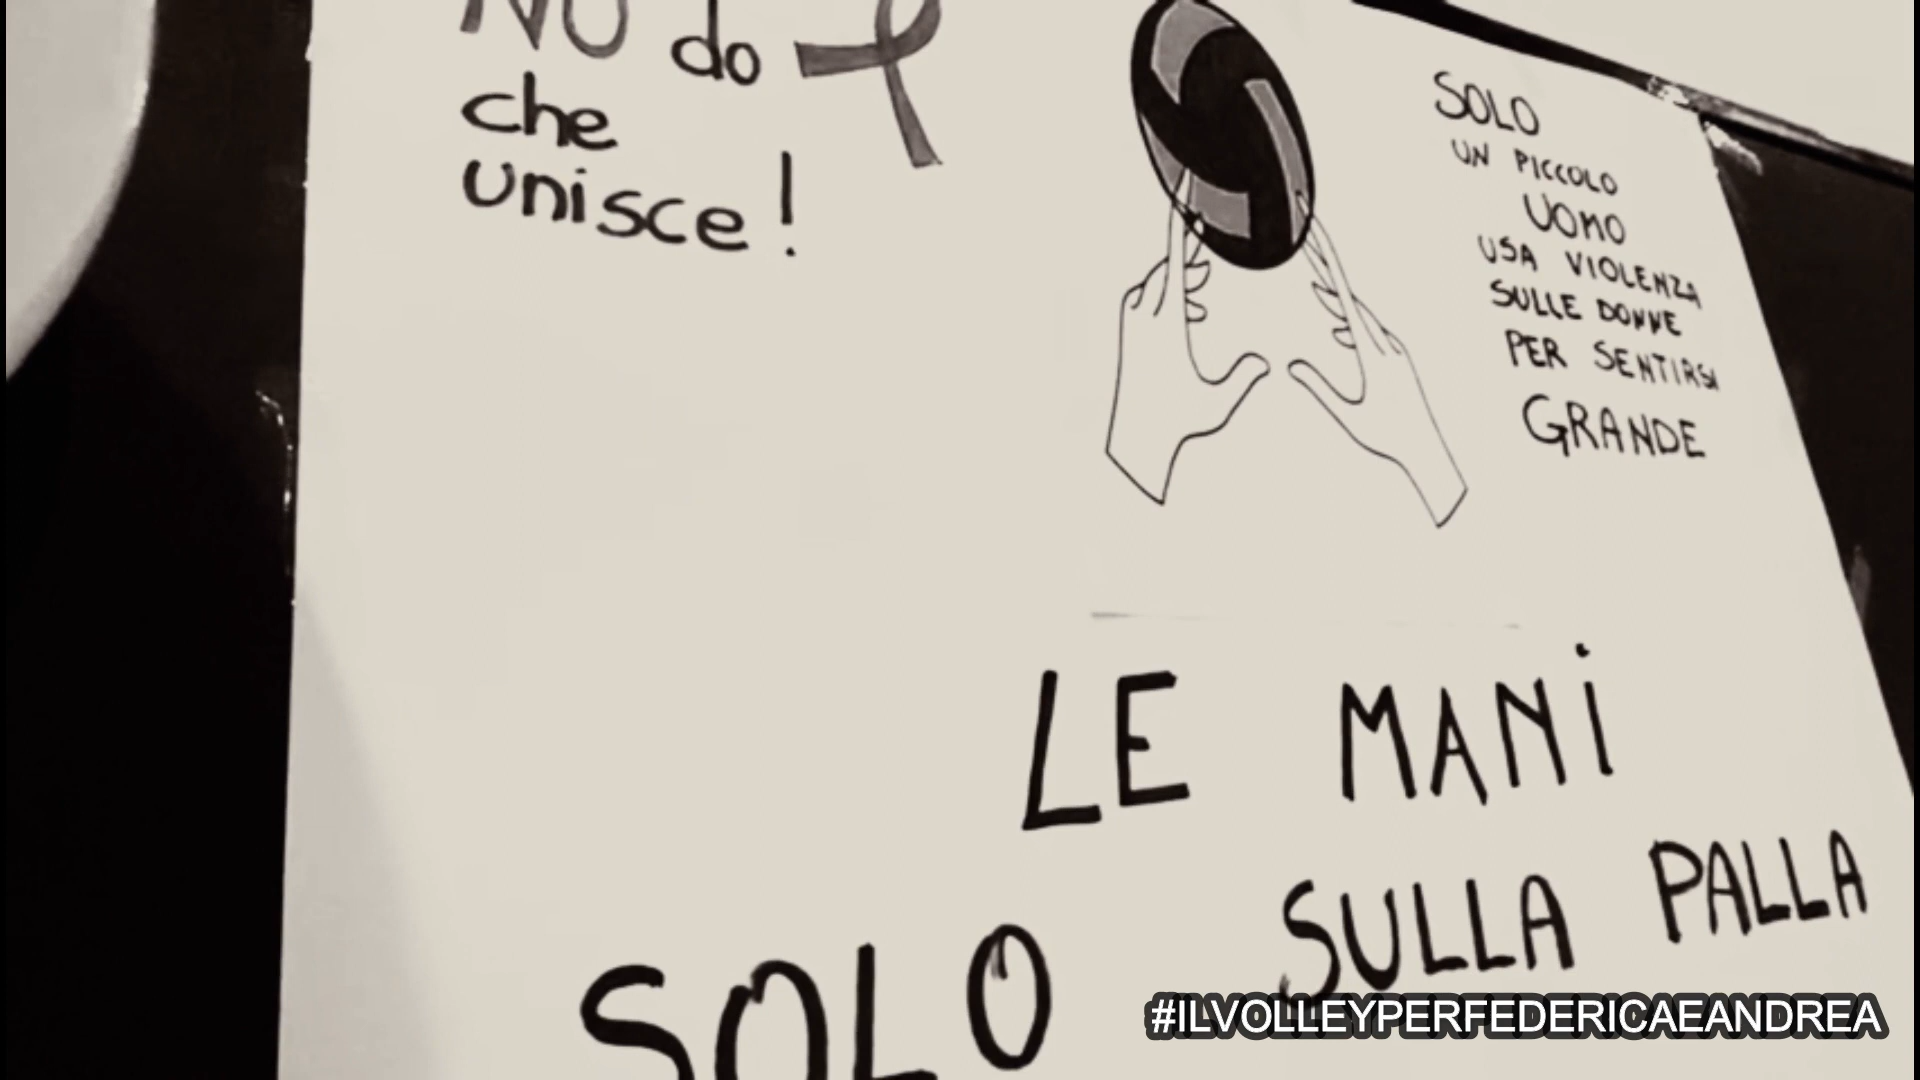 NO do
che
unisce!
SOLO
UN PICCOLO
UOMO
USA VIOLENZA
SULLE DONNE
PER SENTIRSI
GRANDE
LE MANi
SOLO SULLA PALLA
#ILVOLLEYPERFEDERICAEANDREA